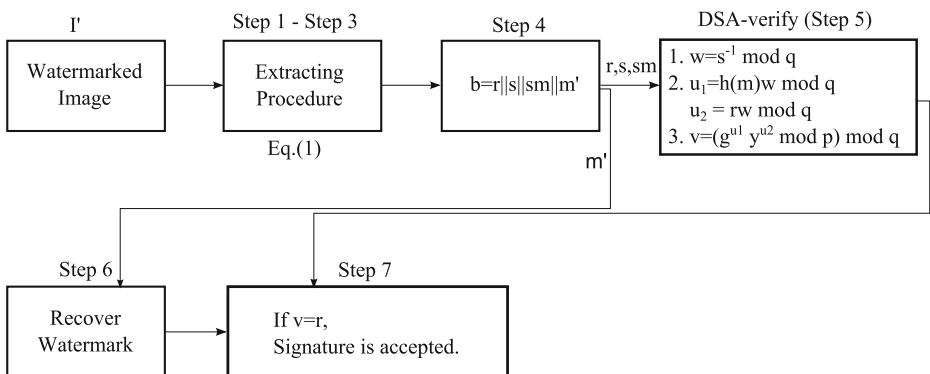 I'
Step 1 - Step 3
Step 4
DSA-verify (Step 5)
Watermarked
Image
Extracting
Procedure
b=r||s||sm||m'
r,s,sm
1. w=s⁻¹ mod q
2. u₁=h(m)w mod q
u₂ = rw mod q
3. v=(gᵘ¹ yᵘ² mod p) mod q
Eq.(1)
m'
Step 6
Step 7
Recover
Watermark
If v=r,
Signature is accepted.